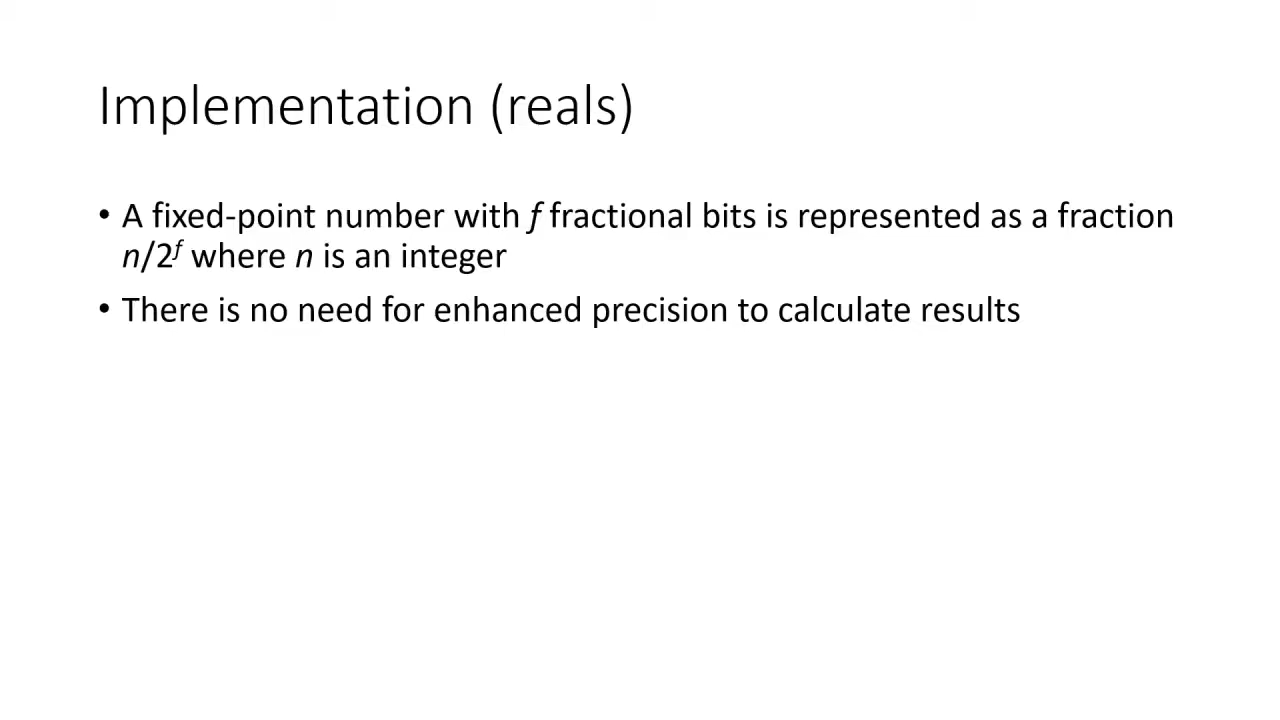 Implementation (reals)
• A fixed-point number with f fractional bits is represented as a fraction
n/2ᶠ where n is an integer
• There is no need for enhanced precision to calculate results